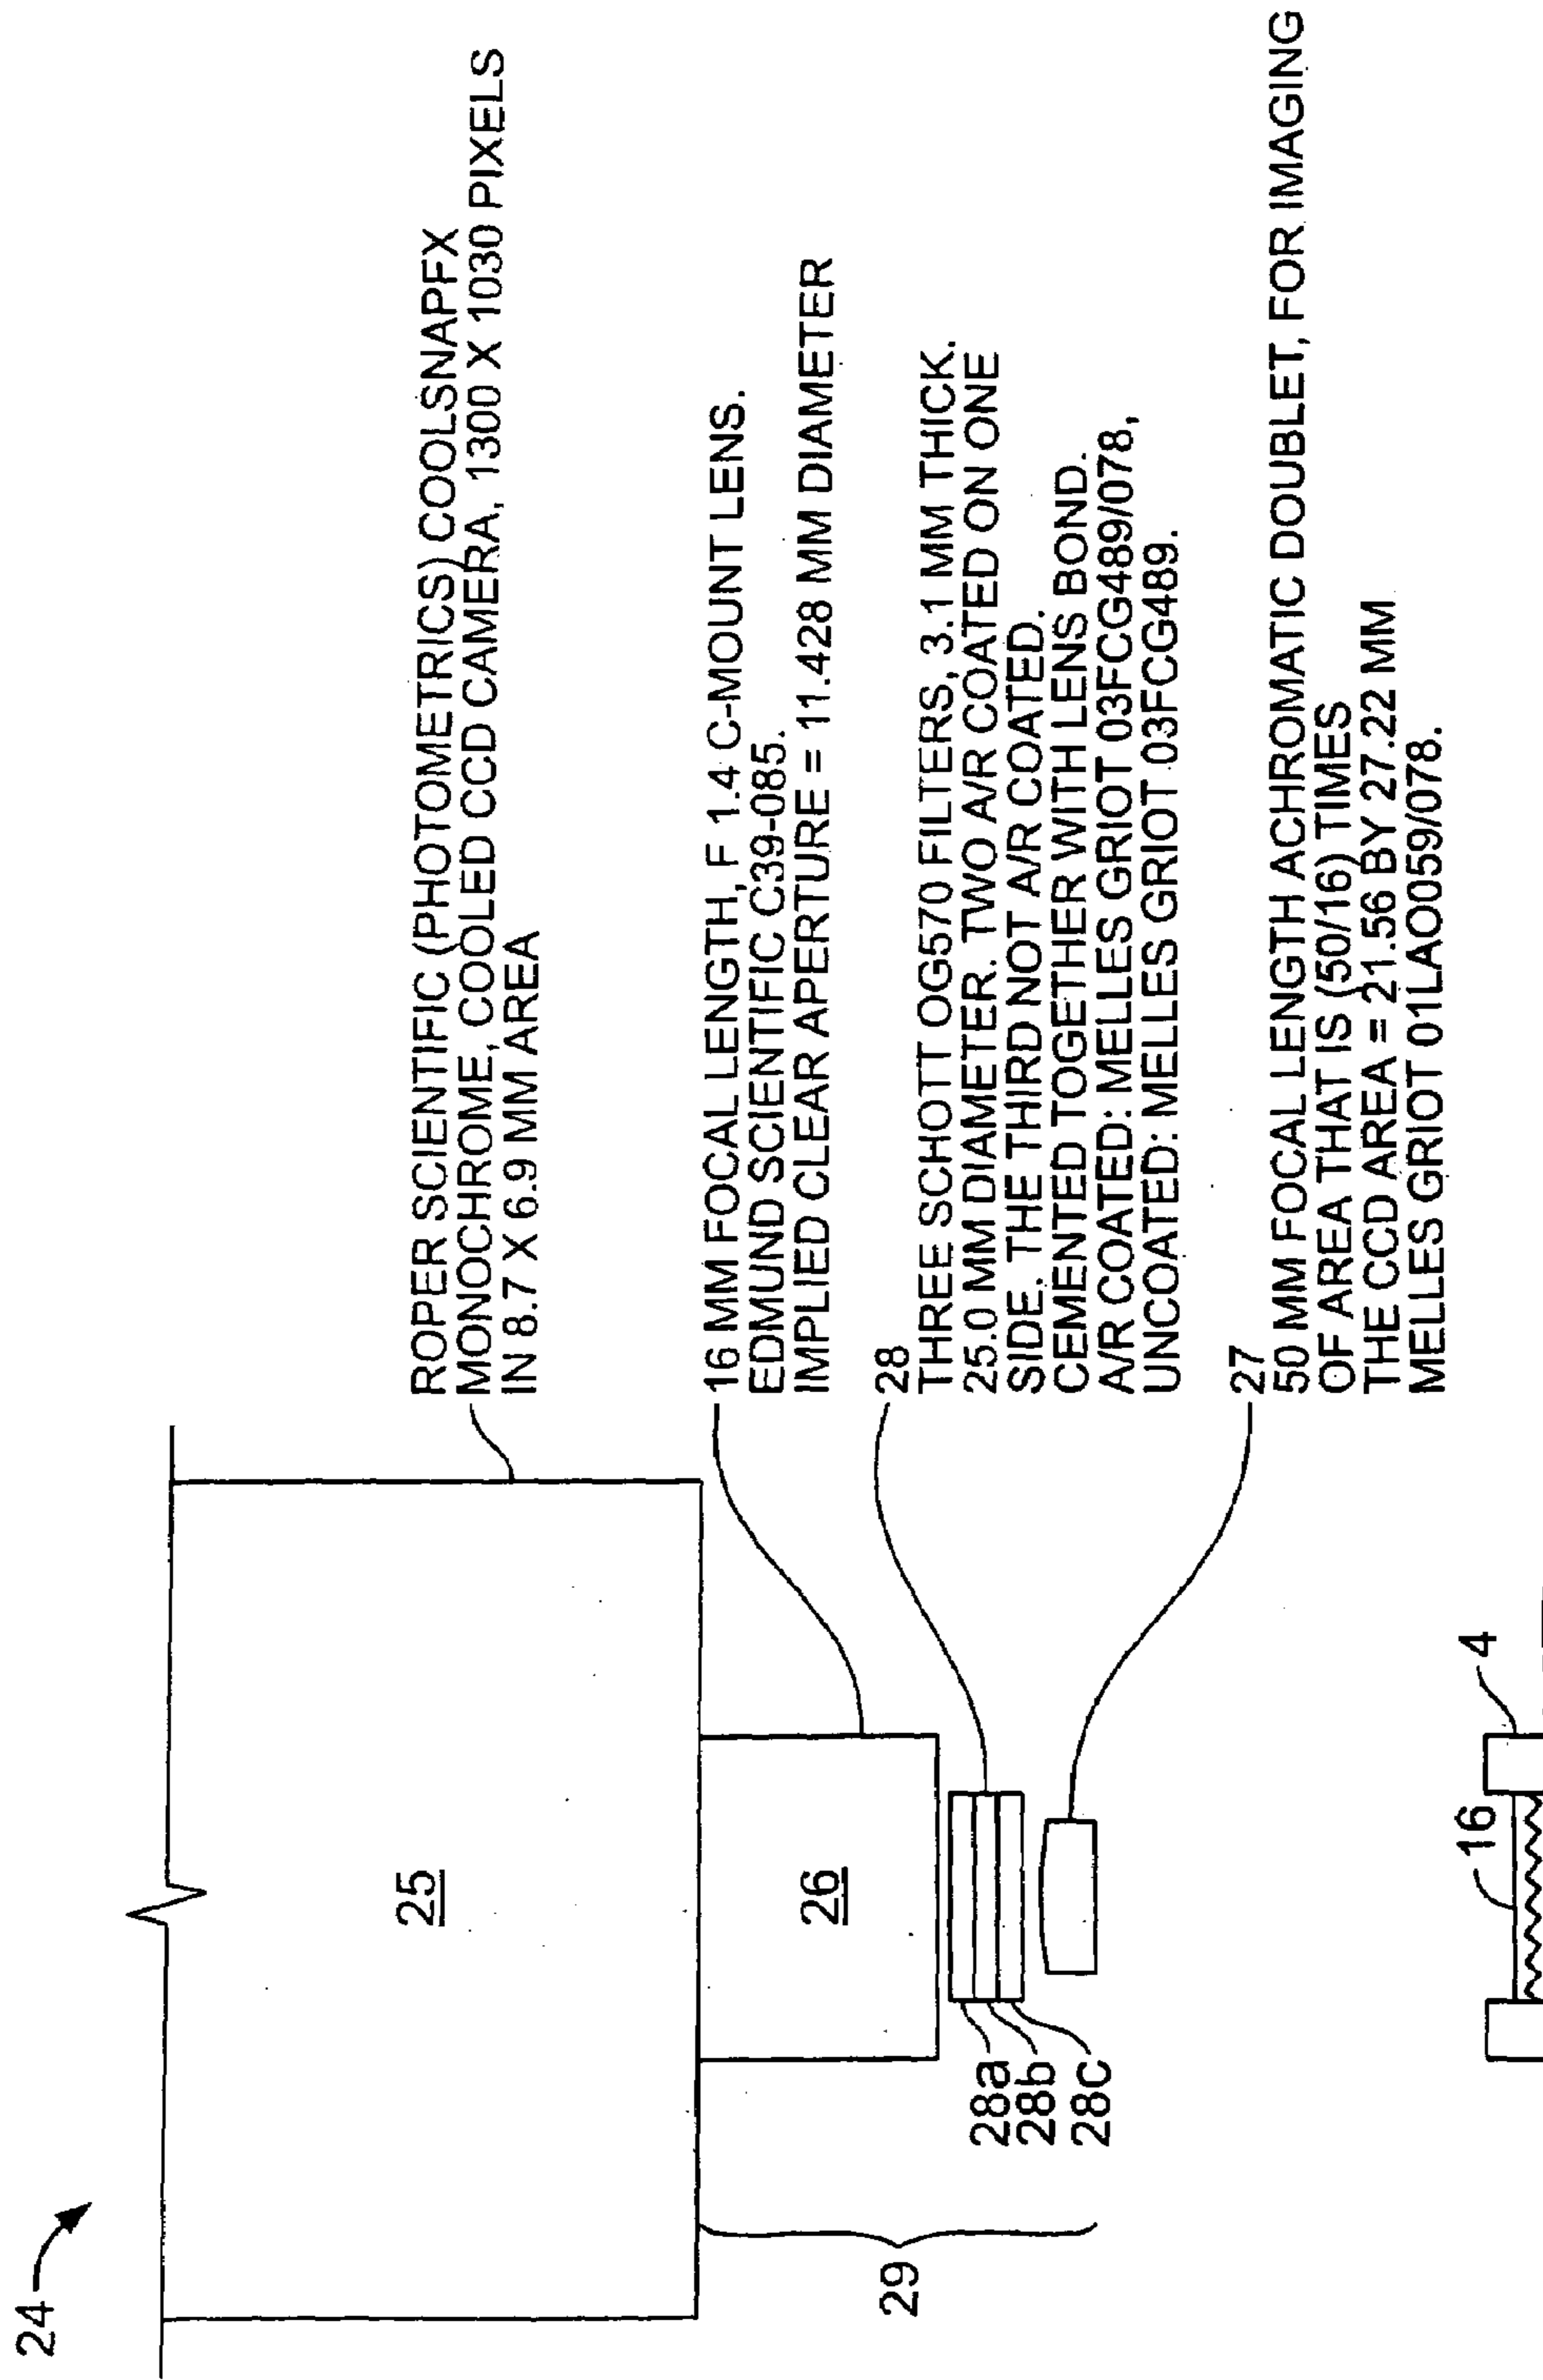 24
25
ROPER SCIENTIFIC (PHOTOMETRICS) COOLSNAPFX
MONOCHROME, COOLED CCD CAMERA, 1300 X 1030 PIXELS
IN 8.7 X 6.9 MM AREA
26
16 MM FOCAL LENGTH, F 1.4 C-MOUNT LENS.
EDMUND SCIENTIFIC C39-085.
IMPLIED CLEAR APERTURE = 11.428 MM DIAMETER
29
28a
28b
28c
28
THREE SCHOTT OG570 FILTERS, 3.1 MM THICK.
25.0 MM DIAMETER. TWO A/R COATED ON ONE
SIDE. THE THIRD NOT A/R COATED.
CEMENTED TOGETHER WITH LENS BOND.
A/R COATED: MELLES GRIOT 03FCG489/078,
UNCOATED: MELLES GRIOT 03FCG489.
27
50 MM FOCAL LENGTH ACHROMATIC DOUBLET, FOR IMAGING
OF AREA THAT IS (50/16) TIMES
THE CCD AREA = 21.56 BY 27.22 MM
MELLES GRIOT 01LAO059/078.
16
4